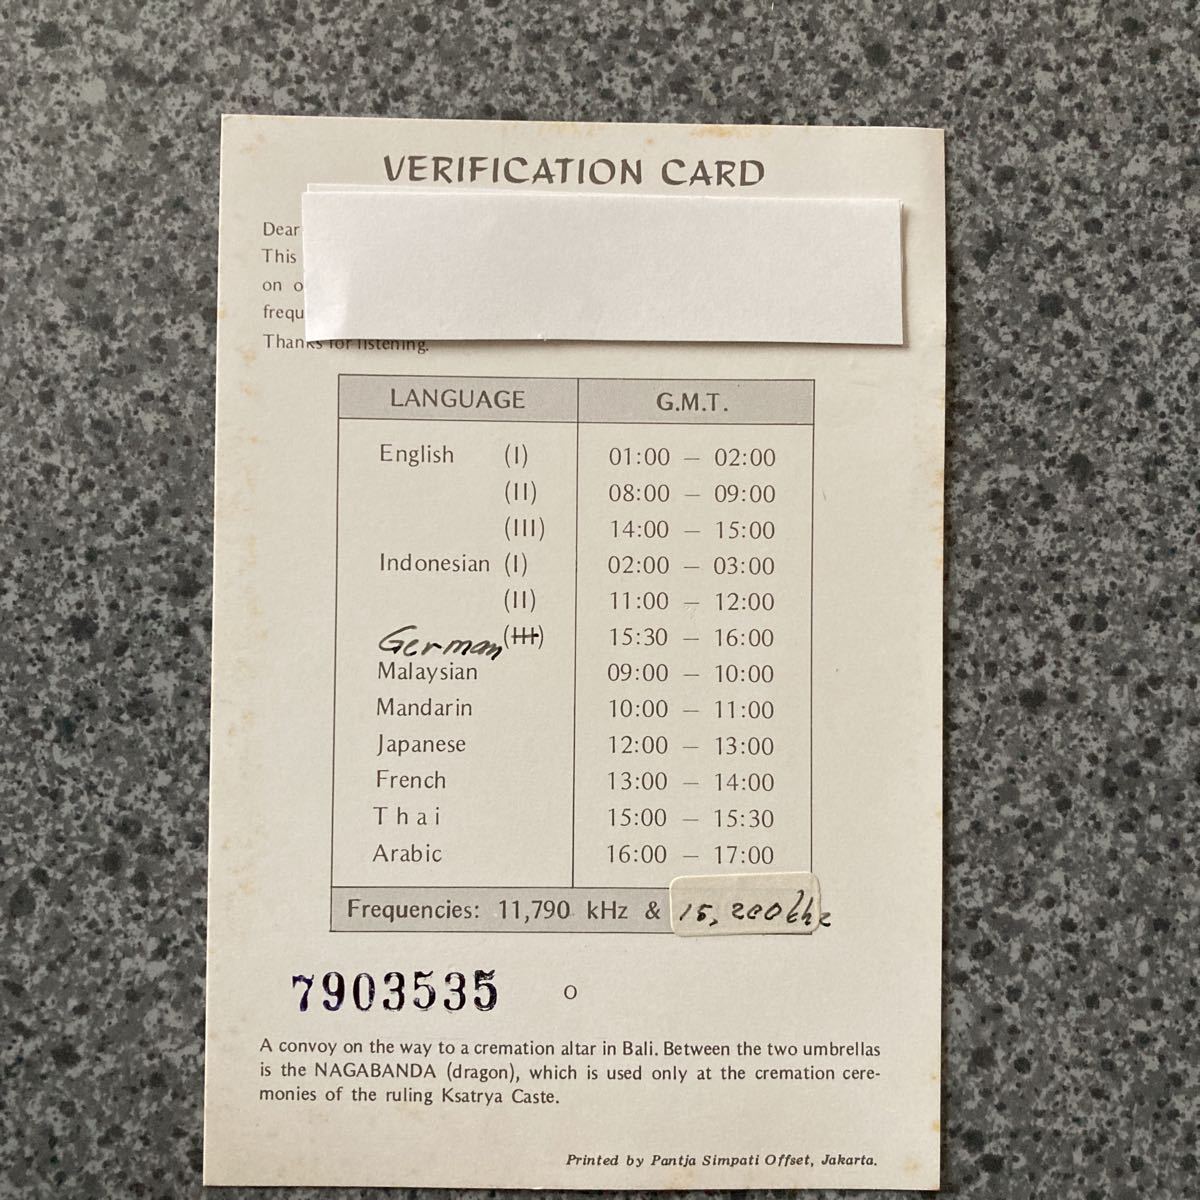 VERIFICATION CARD
Dear
This
on o
frequ
Thanks for listening.
LANGUAGE G.M.T.
English (I) 01:00 — 02:00
(II) 08:00 — 09:00
(III) 14:00 — 15:00
Indonesian (I) 02:00 — 03:00
(II) 11:00 — 12:00
German (III) 15:30 — 16:00
Malaysian 09:00 — 10:00
Mandarin 10:00 — 11:00
Japanese 12:00 — 13:00
French 13:00 — 14:00
Thai 15:00 — 15:30
Arabic 16:00 — 17:00
Frequencies: 11,790 kHz & 15,200 khz
7903535 O
A convoy on the way to a cremation altar in Bali. Between the two umbrellas
is the NAGABANDA (dragon), which is used only at the cremation cere-
monies of the ruling Ksatrya Caste.
Printed by Pantja Simpati Offset, Jakarta.